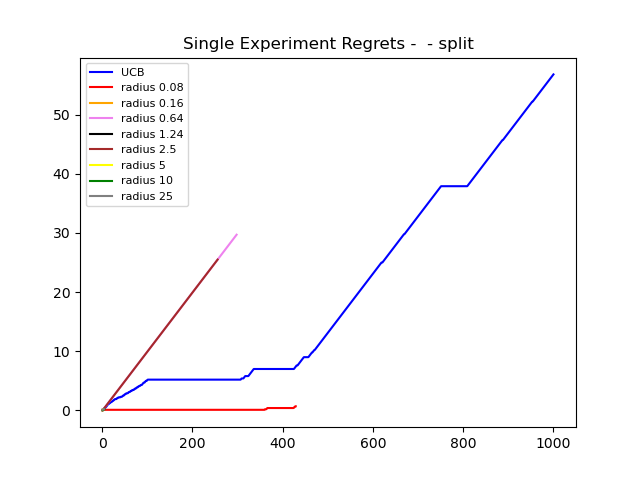 Single Experiment Regrets -  - split
UCB
radius 0.08
radius 0.16
radius 0.64
radius 1.24
radius 2.5
radius 5
radius 10
radius 25
50
40
30
20
10
0
0 200 400 600 800 1000